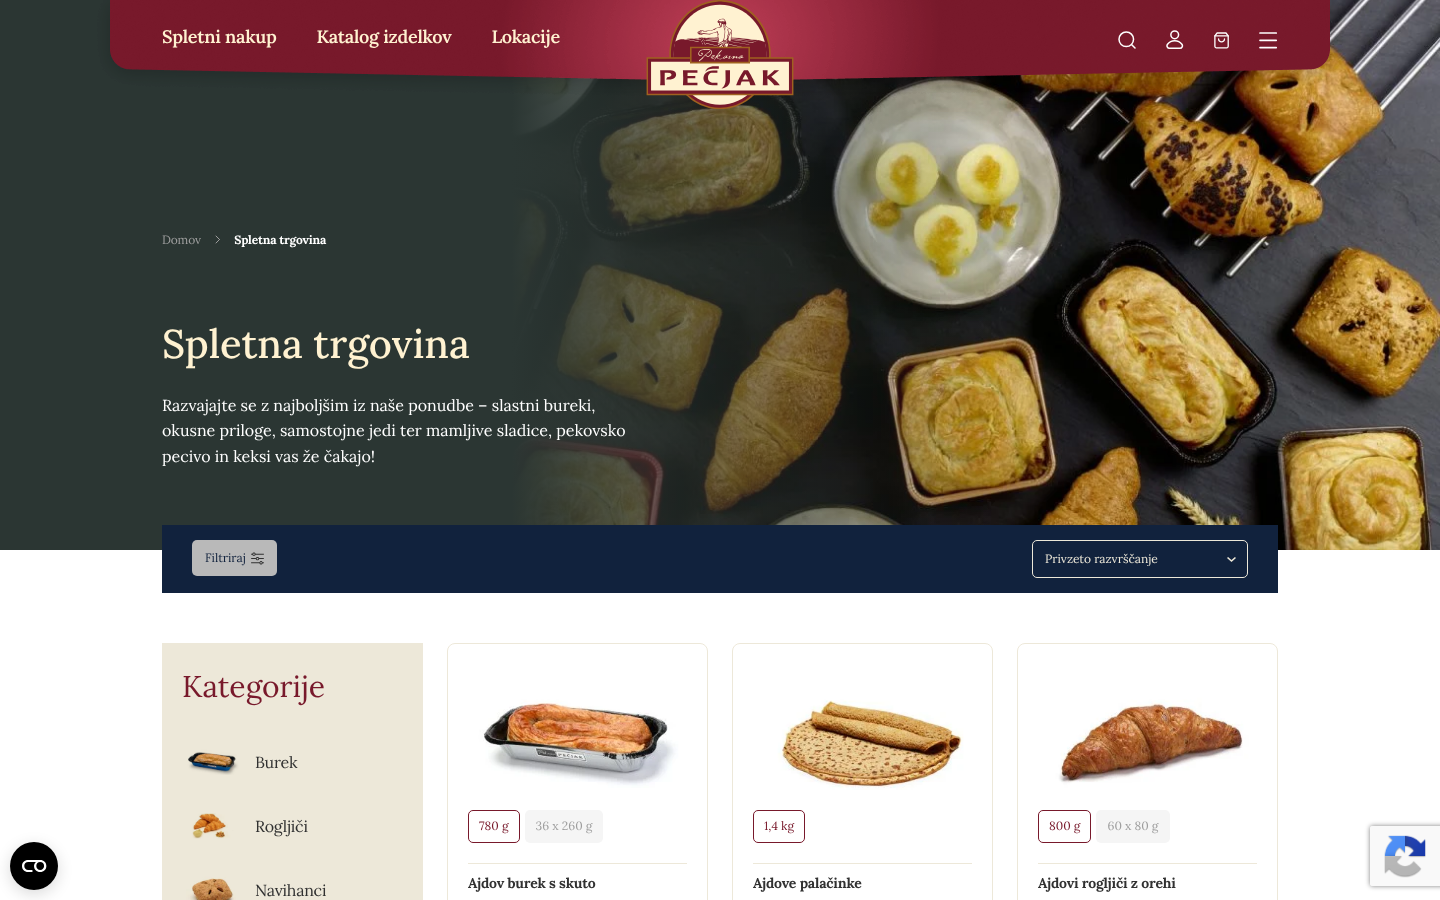 Spletni nakup
Katalog izdelkov
Lokacije
Pekarna
PEČJAK
Domov
Spletna trgovina
Spletna trgovina
Razvajajte se z najboljšim iz naše ponudbe – slastni bureki,
okusne priloge, samostojne jedi ter mamljive sladice, pekovsko
pecivo in keksi vas že čakajo!
Filtriraj
Privzeto razvrščanje
Kategorije
Burek
Rogljiči
Navihanci
780 g
36 x 260 g
Ajdov burek s skuto
1,4 kg
Ajdove palačinke
800 g
60 x 80 g
Ajdovi rogljiči z orehi